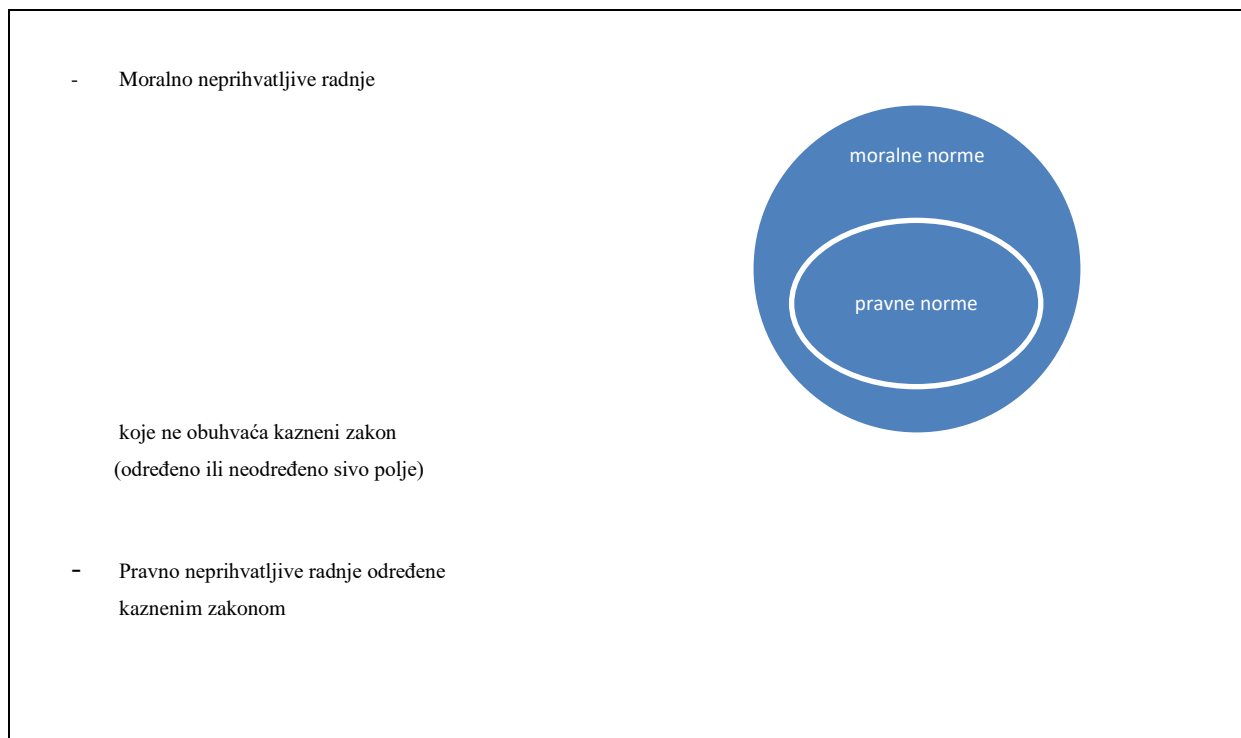 - Moralno neprihvatljive radnje
moralne norme
pravne norme
koje ne obuhvaća kazneni zakon
(određeno ili neodređeno sivo polje)
- Pravno neprihvatljive radnje određene
kaznenim zakonom